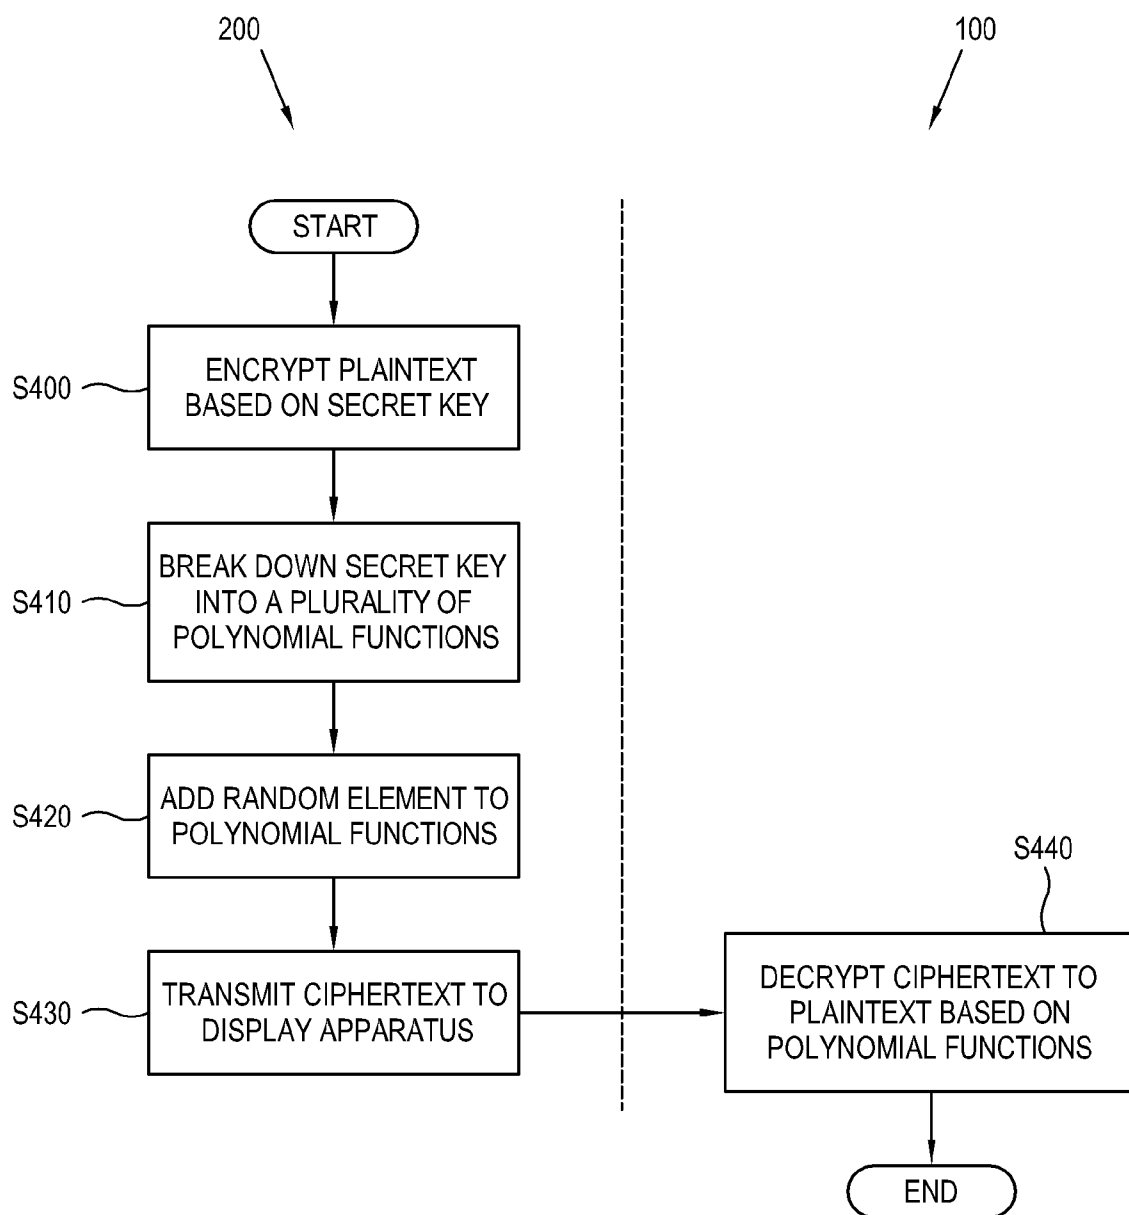 200
100
START
S400
ENCRYPT PLAINTEXT
BASED ON SECRET KEY
S410
BREAK DOWN SECRET KEY
INTO A PLURALITY OF
POLYNOMIAL FUNCTIONS
S420
ADD RANDOM ELEMENT TO
POLYNOMIAL FUNCTIONS
S430
TRANSMIT CIPHERTEXT TO
DISPLAY APPARATUS
S440
DECRYPT CIPHERTEXT TO
PLAINTEXT BASED ON
POLYNOMIAL FUNCTIONS
END